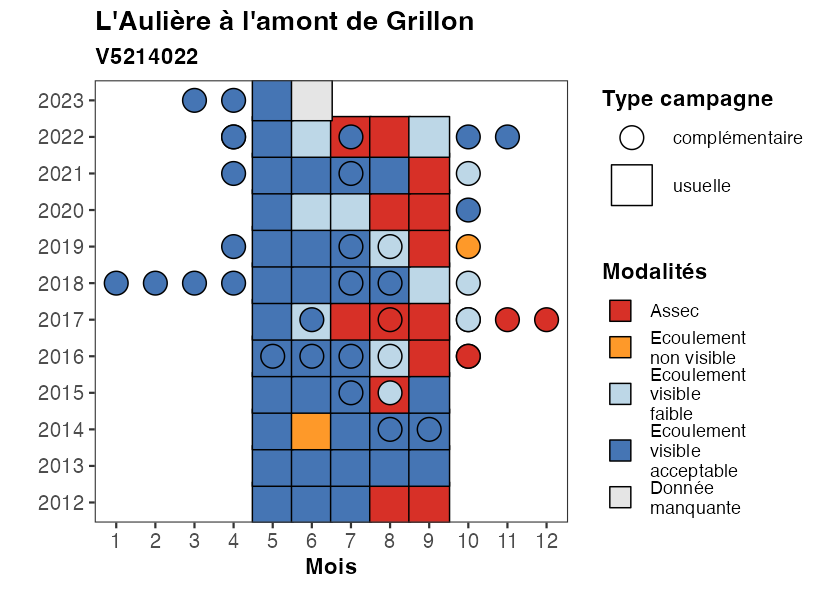 L'Aulière à l'amont de Grillon
V5214022
2023
2022
2021
2020
2019
2018
2017
2016
2015
2014
2013
2012
1 2 3 4 5 6 7 8 9 10 11 12
Mois
Type campagne
complémentaire
usuelle
Modalités
Assec
Ecoulement
non visible
Ecoulement
visible
faible
Ecoulement
visible
acceptable
Donnée
manquante